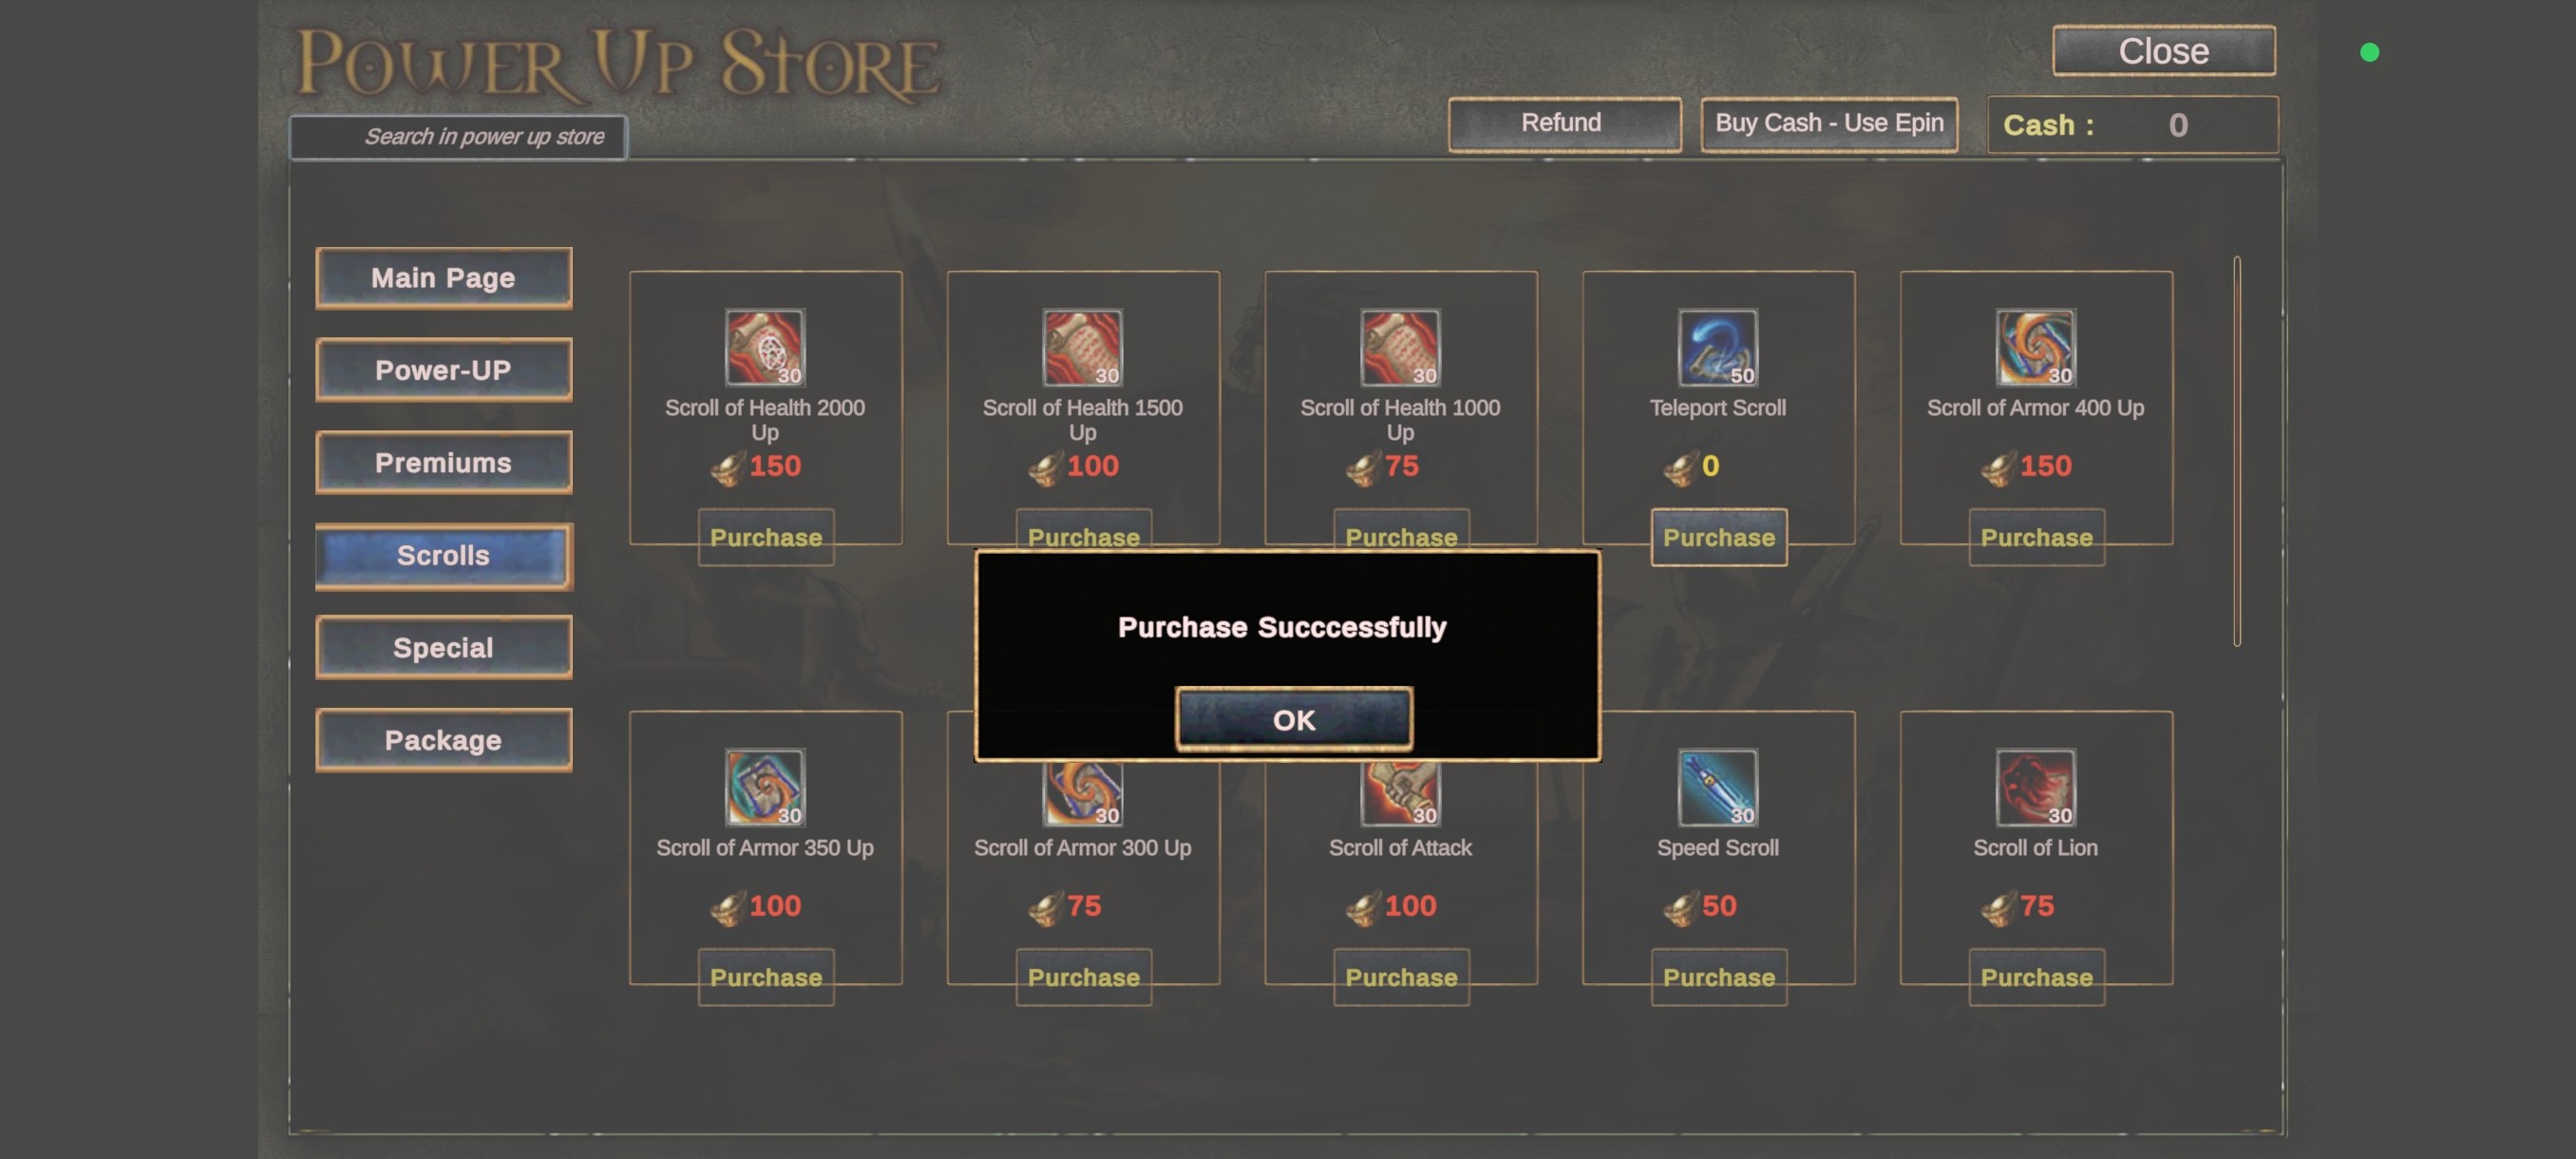 POWER UP STORE
Close
Search in power up store
Refund
Buy Cash - Use Epin
Cash :
0
Main Page
Power-UP
Premiums
Scrolls
Special
Package
30
Scroll of Health 2000
Up
150
Purchase
30
Scroll of Health 1500
Up
100
Purchase
30
Scroll of Health 1000
Up
75
Purchase
50
Teleport Scroll
0
Purchase
30
Scroll of Armor 400 Up
150
Purchase
Purchase Succcessfully
OK
30
Scroll of Armor 350 Up
100
Purchase
30
Scroll of Armor 300 Up
75
Purchase
30
Scroll of Attack
100
Purchase
30
Speed Scroll
50
Purchase
30
Scroll of Lion
75
Purchase